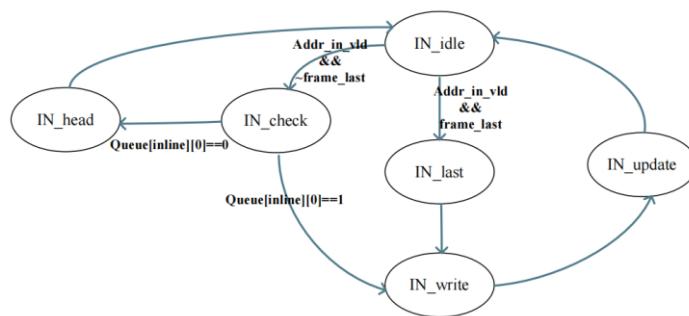 IN_idle
Addr_in_vld
&&
~frame_last
Addr_in_vld
&&
frame_last
IN_head
IN_check
Queue[inline][0]==0
IN_last
IN_update
Queue[inline][0]==1
IN_write